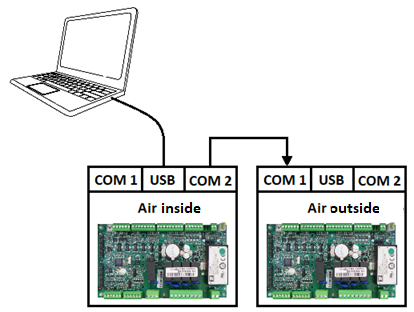 COM 1 USB COM 2
Air inside
COM 1 USB COM 2
Air outside